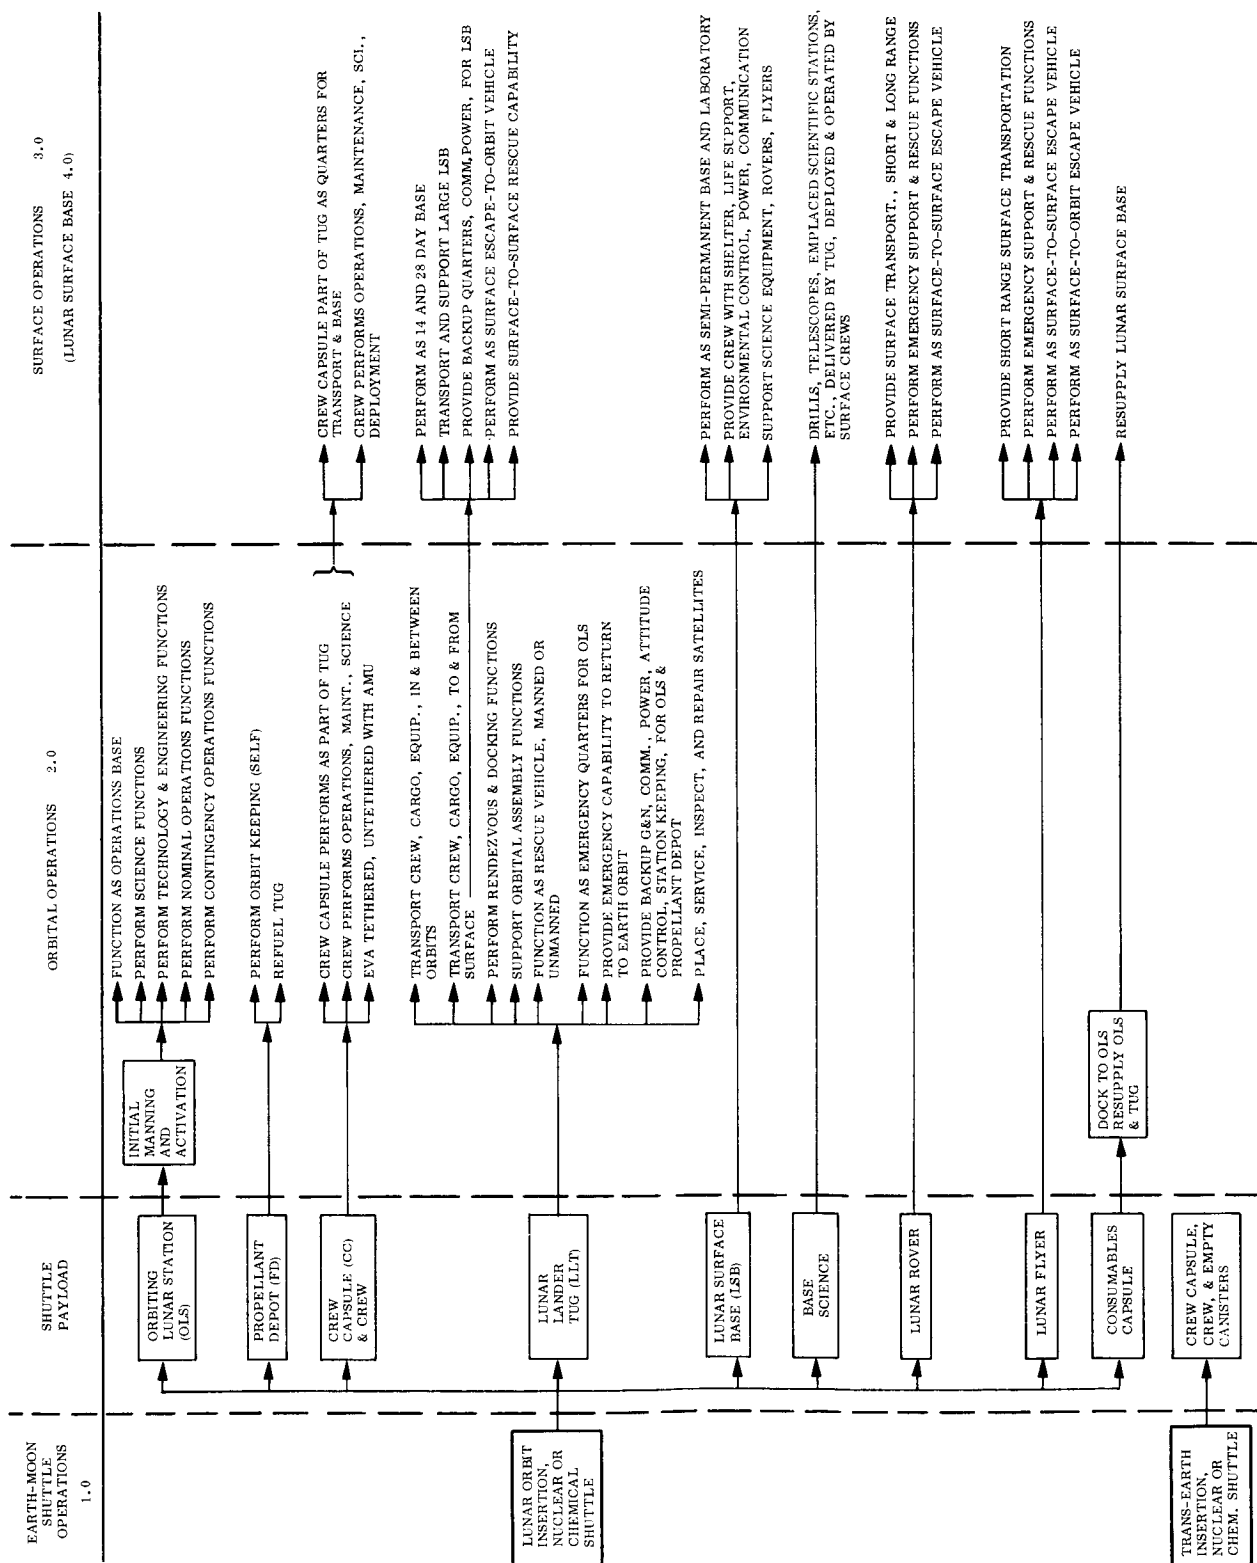 EARTH-MOON
SHUTTLE
OPERATIONS
1.0
SHUTTLE
PAYLOAD
ORBITAL OPERATIONS 2.0
SURFACE OPERATIONS 3.0
(LUNAR SURFACE BASE 4.0)
LUNAR ORBIT
INSERTION,
NUCLEAR OR
CHEMICAL
SHUTTLE
TRANS-EARTH
INSERTION,
NUCLEAR OR
CHEM. SHUTTLE
ORBITING
LUNAR STATION
(OLS)
INITIAL
MANNING
AND
ACTIVATION
FUNCTION AS OPERATIONS BASE
PERFORM SCIENCE FUNCTIONS
PERFORM TECHNOLOGY & ENGINEERING FUNCTIONS
PERFORM NOMINAL OPERATIONS FUNCTIONS
PERFORM CONTINGENCY OPERATIONS FUNCTIONS
PROPELLANT
DEPOT (FD)
PERFORM ORBIT KEEPING (SELF)
REFUEL TUG
CREW
CAPSULE (CC)
& CREW
CREW CAPSULE PERFORMS AS PART OF TUG
CREW PERFORMS OPERATIONS, MAINT., SCIENCE
EVA TETHERED, UNTETHERED WITH AMU
CREW CAPSULE PART OF TUG AS QUARTERS FOR
TRANSPORT & BASE
CREW PERFORMS OPERATIONS, MAINTENANCE, SCI.,
DEPLOYMENT
LUNAR
LANDER
TUG (LLT)
TRANSPORT CREW, CARGO, EQUIP., IN & BETWEEN
ORBITS
TRANSPORT CREW, CARGO, EQUIP., TO & FROM
SURFACE
PERFORM RENDEZVOUS & DOCKING FUNCTIONS
SUPPORT ORBITAL ASSEMBLY FUNCTIONS
FUNCTION AS RESCUE VEHICLE, MANNED OR
UNMANNED
FUNCTION AS EMERGENCY QUARTERS FOR OLS
PROVIDE EMERGENCY CAPABILITY TO RETURN
TO EARTH ORBIT
PROVIDE BACKUP G&N, COMM., POWER, ATTITUDE
CONTROL, STATION KEEPING, FOR OLS &
PROPELLANT DEPOT
PLACE, SERVICE, INSPECT, AND REPAIR SATELLITES
PERFORM AS 14 AND 28 DAY BASE
TRANSPORT AND SUPPORT LARGE LSB
PROVIDE BACKUP QUARTERS, COMM, POWER, FOR LSB
PERFORM AS SURFACE ESCAPE-TO-ORBIT VEHICLE
PROVIDE SURFACE-TO-SURFACE RESCUE CAPABILITY
LUNAR SURFACE
BASE (LSB)
PERFORM AS SEMI-PERMANENT BASE AND LABORATORY
PROVIDE CREW WITH SHELTER, LIFE SUPPORT,
ENVIRONMENTAL CONTROL, POWER, COMMUNICATION
SUPPORT SCIENCE EQUIPMENT, ROVERS, FLYERS
BASE
SCIENCE
DRILLS, TELESCOPES, EMPLACED SCIENTIFIC STATIONS,
ETC., DELIVERED BY TUG, DEPLOYED & OPERATED BY
SURFACE CREWS
LUNAR ROVER
PROVIDE SURFACE TRANSPORT., SHORT & LONG RANGE
PERFORM EMERGENCY SUPPORT & RESCUE FUNCTIONS
PERFORM AS SURFACE-TO-SURFACE ESCAPE VEHICLE
LUNAR FLYER
PROVIDE SHORT RANGE SURFACE TRANSPORTATION
PERFORM EMERGENCY SUPPORT & RESCUE FUNCTIONS
PERFORM AS SURFACE-TO-SURFACE ESCAPE VEHICLE
PERFORM AS SURFACE-TO-ORBIT ESCAPE VEHICLE
CONSUMABLES
CAPSULE
DOCK TO OLS
RESUPPLY OLS
& TUG
RESUPPLY LUNAR SURFACE BASE
CREW CAPSULE,
CREW, & EMPTY
CANISTERS